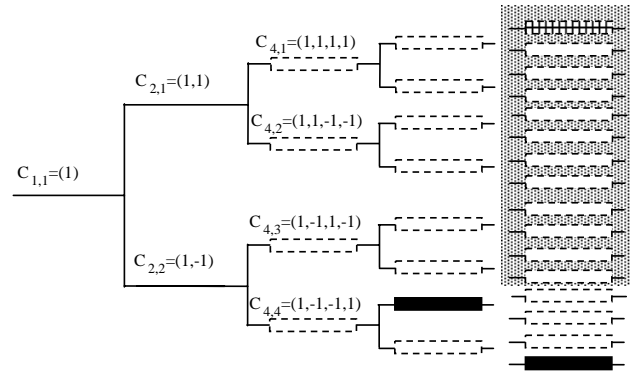 C4,1=(1,1,1,1)
C2,1=(1,1)
C4,2=(1,1,-1,-1)
C1,1=(1)
C4,3=(1,-1,1,-1)
C2,2=(1,-1)
C4,4=(1,-1,-1,1)